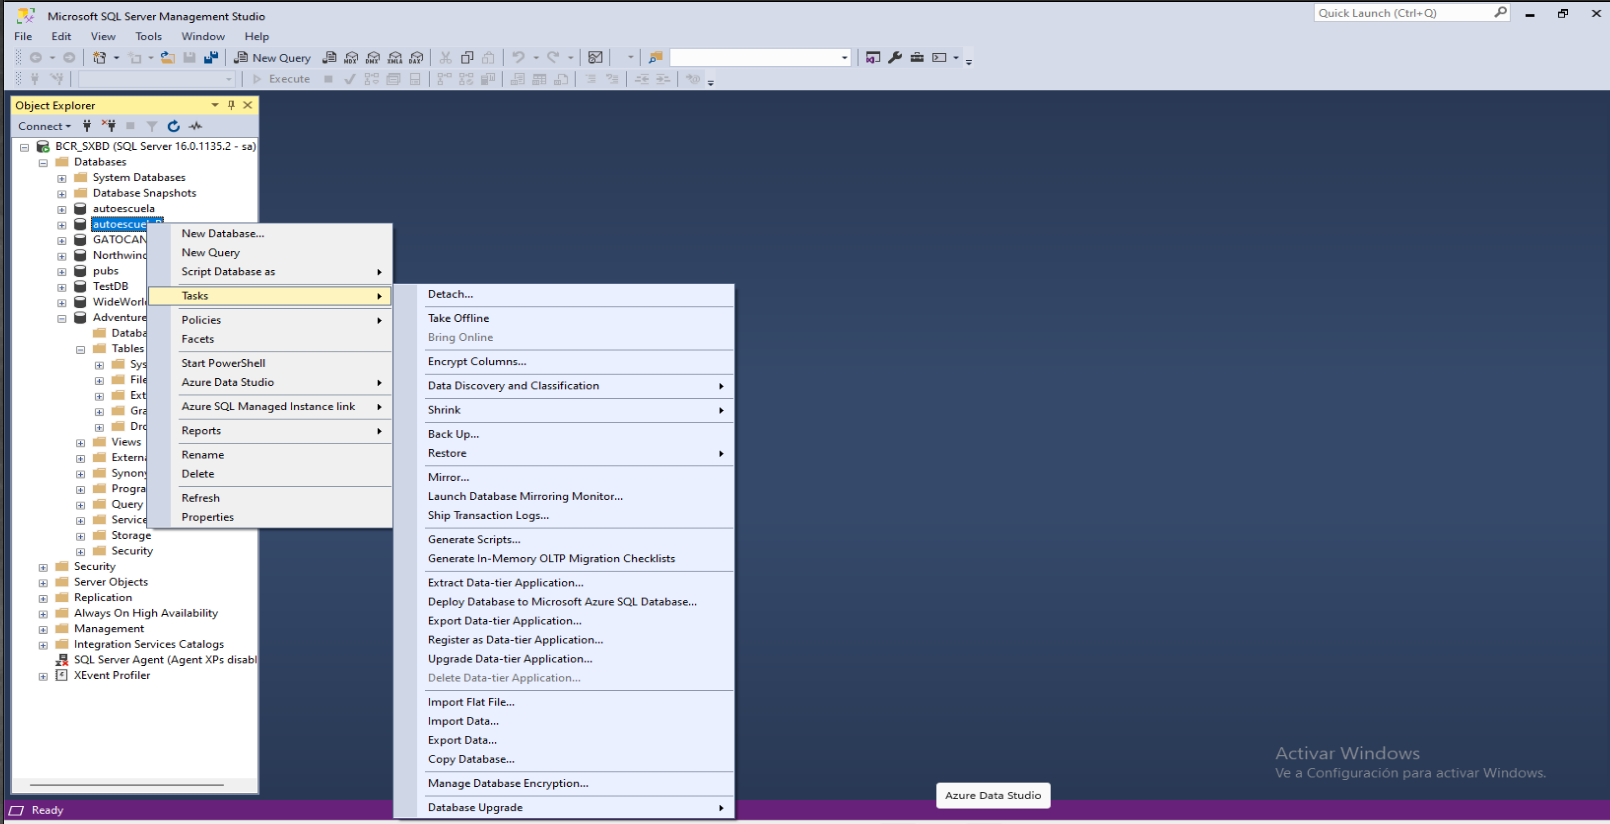 Microsoft SQL Server Management Studio
Quick Launch (Ctrl+Q)
File Edit View Tools Window Help
New Query MDX DMX XMLA DAX
Execute
Object Explorer
Connect
BCR_SXBD (SQL Server 16.0.1135.2 - sa)
Databases
System Databases
Database Snapshots
autoescuela
autoescuel
GATOCAN
Northwind
pubs
TestDB
WideWorl
Adventure
Databa
Tables
Sys
File
Ext
Gra
Dro
Views
Externa
Synony
Progra
Query
Service
Storage
Security
Security
Server Objects
Replication
Always On High Availability
Management
Integration Services Catalogs
SQL Server Agent (Agent XPs disabl
XEvent Profiler
New Database...
New Query
Script Database as
Tasks
Policies
Facets
Start PowerShell
Azure Data Studio
Azure SQL Managed Instance link
Reports
Rename
Delete
Refresh
Properties
Detach...
Take Offline
Bring Online
Encrypt Columns...
Data Discovery and Classification
Shrink
Back Up...
Restore
Mirror...
Launch Database Mirroring Monitor...
Ship Transaction Logs...
Generate Scripts...
Generate In-Memory OLTP Migration Checklists
Extract Data-tier Application...
Deploy Database to Microsoft Azure SQL Database...
Export Data-tier Application...
Register as Data-tier Application...
Upgrade Data-tier Application...
Delete Data-tier Application...
Import Flat File...
Import Data...
Export Data...
Copy Database...
Manage Database Encryption...
Database Upgrade
Activar Windows
Ve a Configuración para activar Windows.
Azure Data Studio
Ready